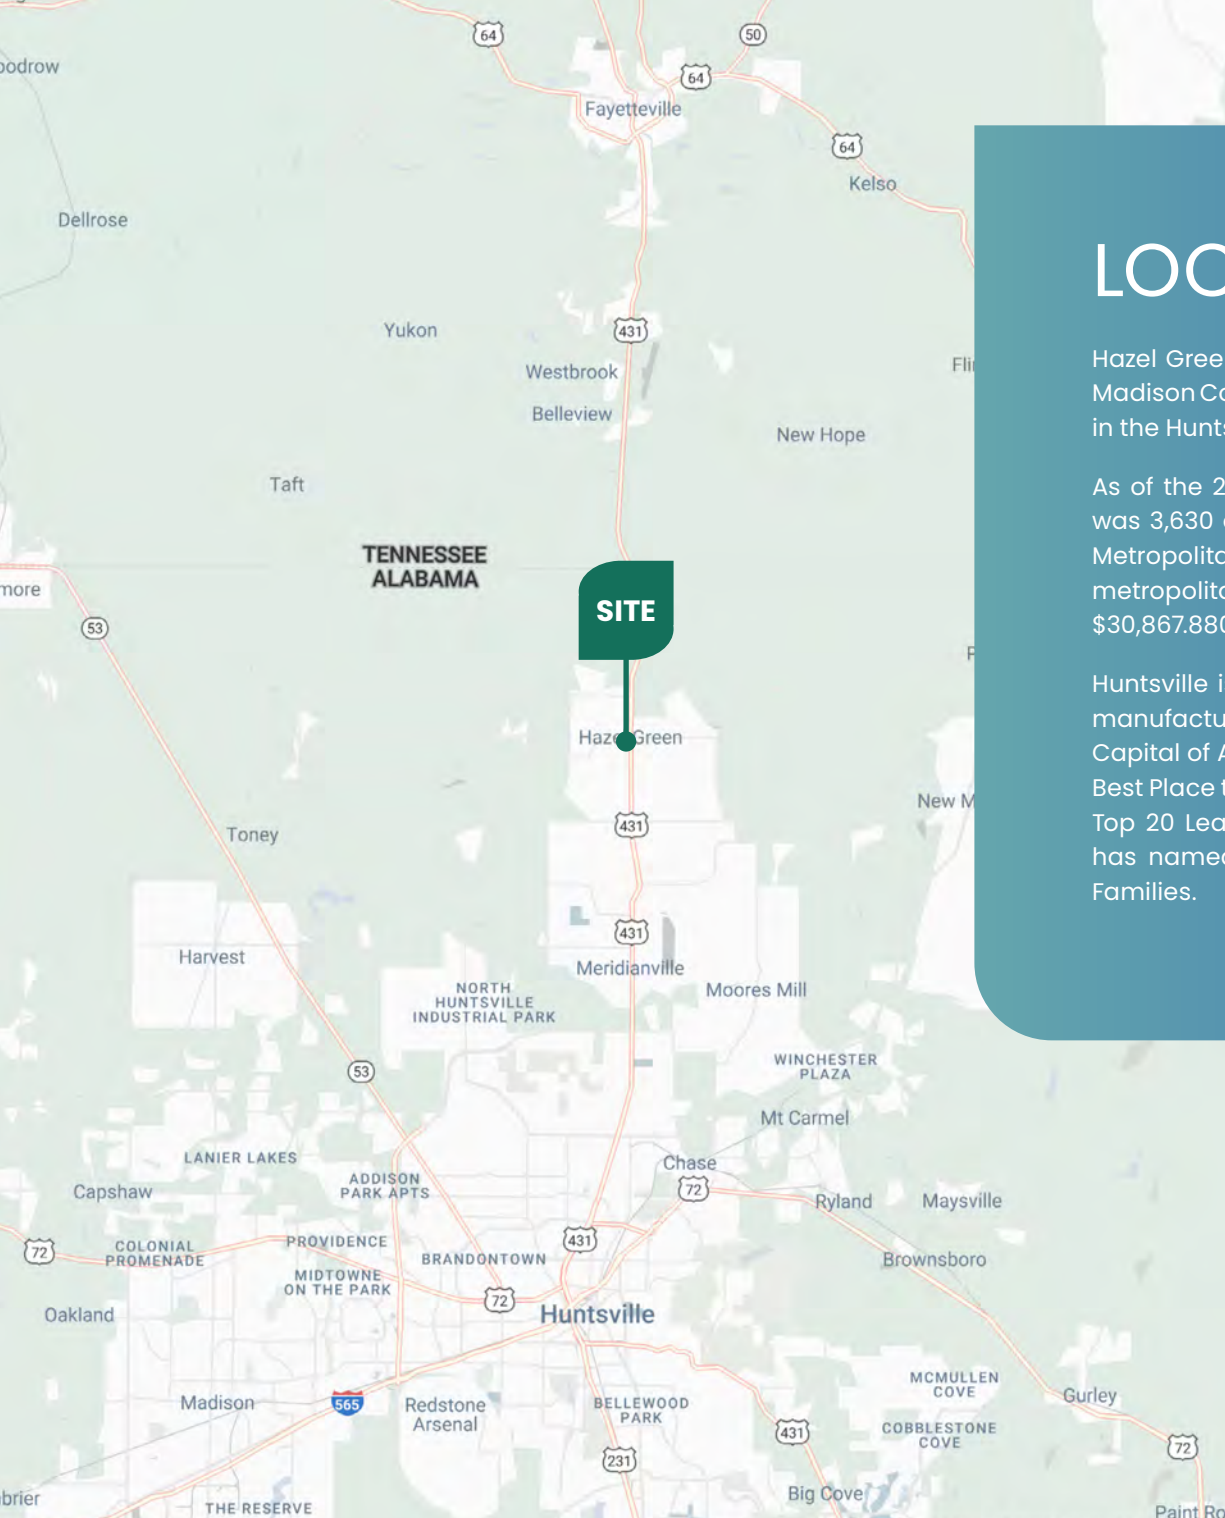 64
50
oodrow
64
Fayetteville
64
Kelso
Dellrose
LOC
Yukon
431
Hazel Gree
Westbrook
Fli
Madison Co
Belleview
in the Hunts
New Hope
Taft
As of the 2
was 3,630
TENNESSEE
ALABAMA
Metropolita
more
metropolita
SITE
53
$30,867.880
Huntsville i
manufactu
Hazel Green
Capital of A
Best Place t
New M
431
Top 20 Lea
Toney
has named
Families.
431
Harvest
Meridianville
NORTH
HUNTSVILLE
INDUSTRIAL PARK
Moores Mill
53
WINCHESTER
PLAZA
Mt Carmel
LANIER LAKES
Chase
ADDISON
PARK APTS
Capshaw
72
Ryland
Maysville
72
COLONIAL
PROMENADE
PROVIDENCE
431
BRANDONTOWN
Brownsboro
MIDTOWNE
ON THE PARK
72
Oakland
Huntsville
Madison
565
Redstone
Arsenal
BELLEWOOD
PARK
MCMULLEN
COVE
Gurley
431
COBBLESTONE
COVE
231
72
brier
THE RESERVE
Big Cove
Paint Ro